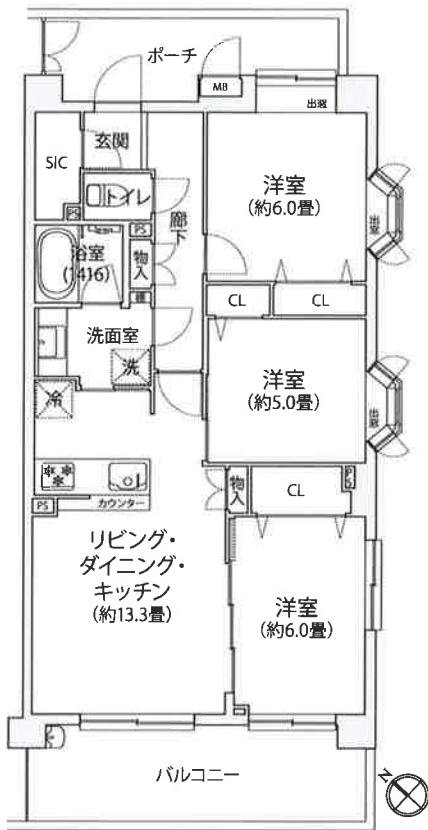 ポーチ
MB
出窓
玄関
SIC
トイレ
PS
洋室
(約6.0畳)
廊下
出窓
PS
浴室
(1416)
物入
CL
CL
洗面室
洗
洋室
(約5.0畳)
出窓
冷
物入
CL
PS
カウンター
PS
リビング・
ダイニング・
キッチン
(約13.3畳)
洋室
(約6.0畳)
バルコニー
N